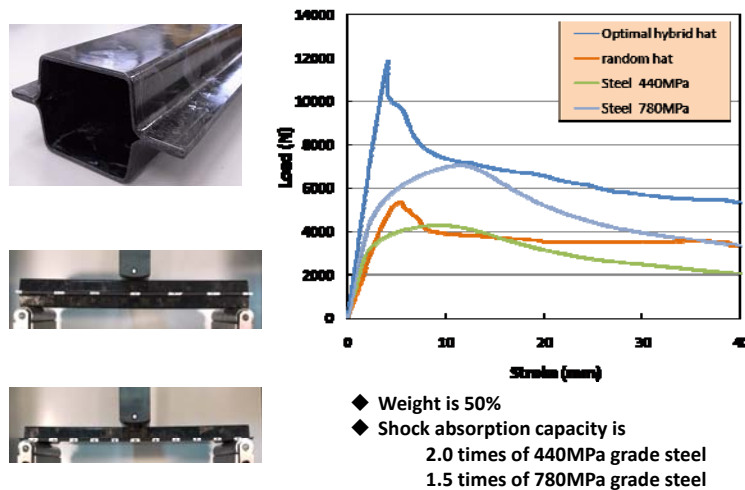 14000
12000
10000
8000
6000
4000
2000
0
Load (N)
Optimal hybrid hat
random hat
Steel 440MPa
Steel 780MPa
0 10 20 30 40
Stroke (mm)
◆ Weight is 50%
◆ Shock absorption capacity is
2.0 times of 440MPa grade steel
1.5 times of 780MPa grade steel